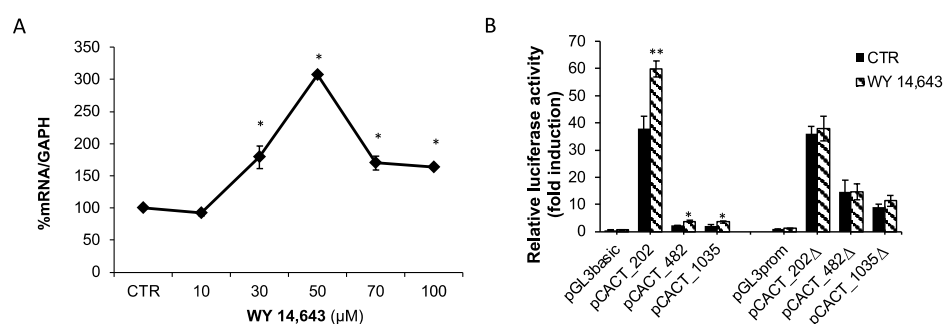 A
%mRNA/GAPH
350
300
250
200
150
100
50
0
*
*
*
*
CTR
10
30
50
70
100
WY 14,643 (µM)
B
Relative luciferase activity
(fold induction)
70
60
50
40
30
20
10
0
**
*
*
CTR
WY 14,643
pGL3basic
pCACT_202
pCACT_482
pCACT_1035
pGL3prom
pCACT_202Δ
pCACT_482Δ
pCACT_1035Δ